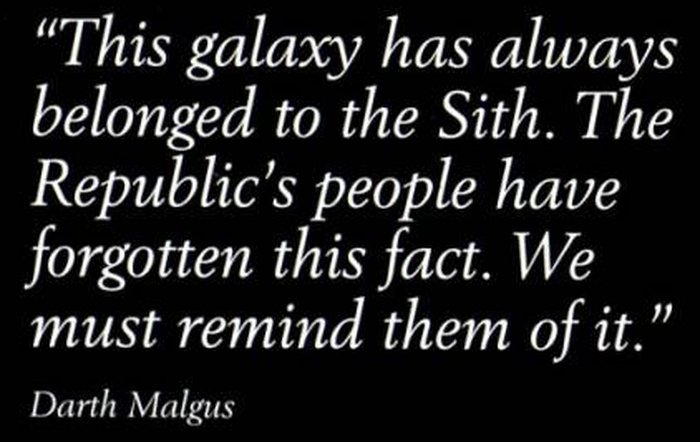 “This galaxy has always
belonged to the Sith. The
Republic’s people have
forgotten this fact. We
must remind them of it.”
Darth Malgus